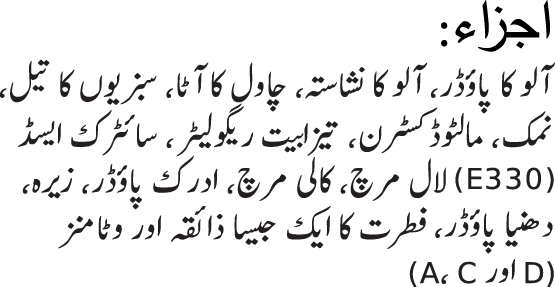 اجزاء:
آلو کا پاؤڈر، آلو کا نشاستہ، چاول کا آٹا، سبزیوں کا تیل،
نمک، مالٹوڈکسٹرن، تیزابیت ریگولیٹر، سائٹرک ایسڈ
(E330) لال مرچ، کالی مرچ، ادرک پاؤڈر، زیرہ،
دھنیا پاؤڈر، فطرت کا ایک جیسا ذائقہ اور وٹامنز
(A، C اور D)